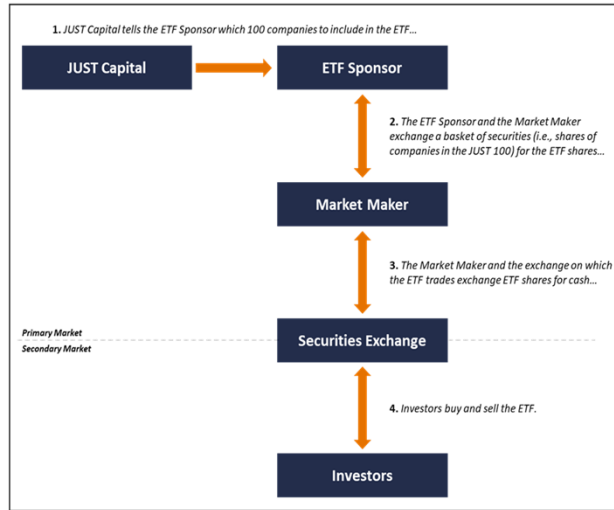 1. JUST Capital tells the ETF Sponsor which 100 companies to include in the ETF…
JUST Capital
ETF Sponsor
2. The ETF Sponsor and the Market Maker
exchange a basket of securities (i.e., shares of
companies in the JUST 100) for the ETF shares…
Market Maker
3. The Market Maker and the exchange on which
the ETF trades exchange ETF shares for cash…
Primary Market
Secondary Market
Securities Exchange
4. Investors buy and sell the ETF.
Investors